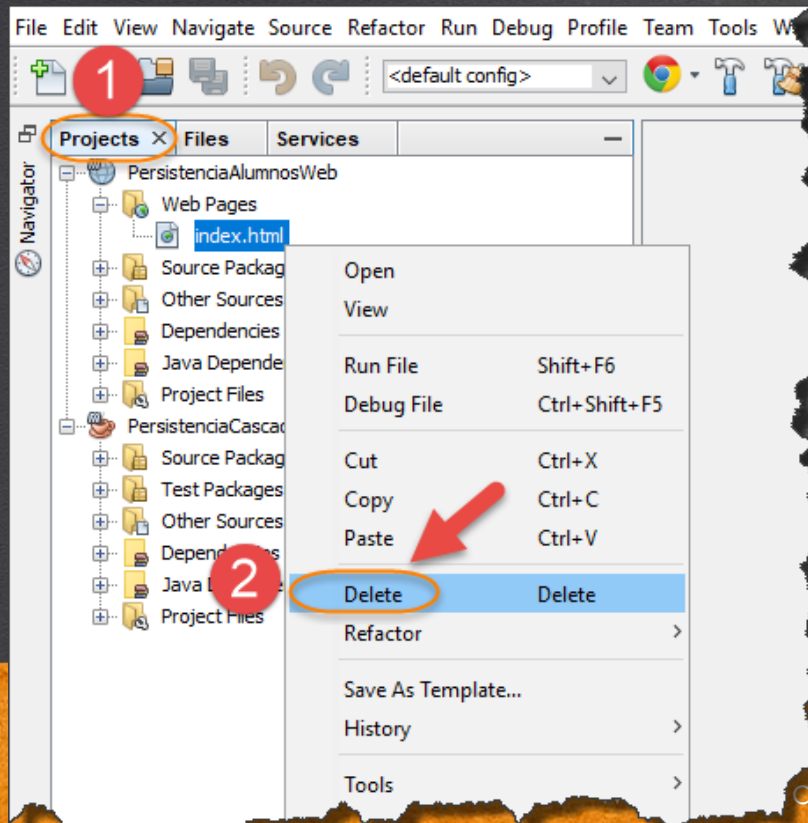 File Edit View Navigate Source Refactor Run Debug Profile Team Tools
1
<default config>
Projects Files Services
Navigator
PersistenciaAlumnosWeb
Web Pages
index.html
Source Packag
Other Sources
Dependencies
Java Depende
Project Files
PersistenciaCascad
Source Packag
Test Packages
Other Sources
Java
Project Files
Open
View
Run File Shift+F6
Debug File Ctrl+Shift+F5
Cut Ctrl+X
Copy Ctrl+C
Paste Ctrl+V
2
Delete Delete
Refactor
Save As Template...
History
Tools